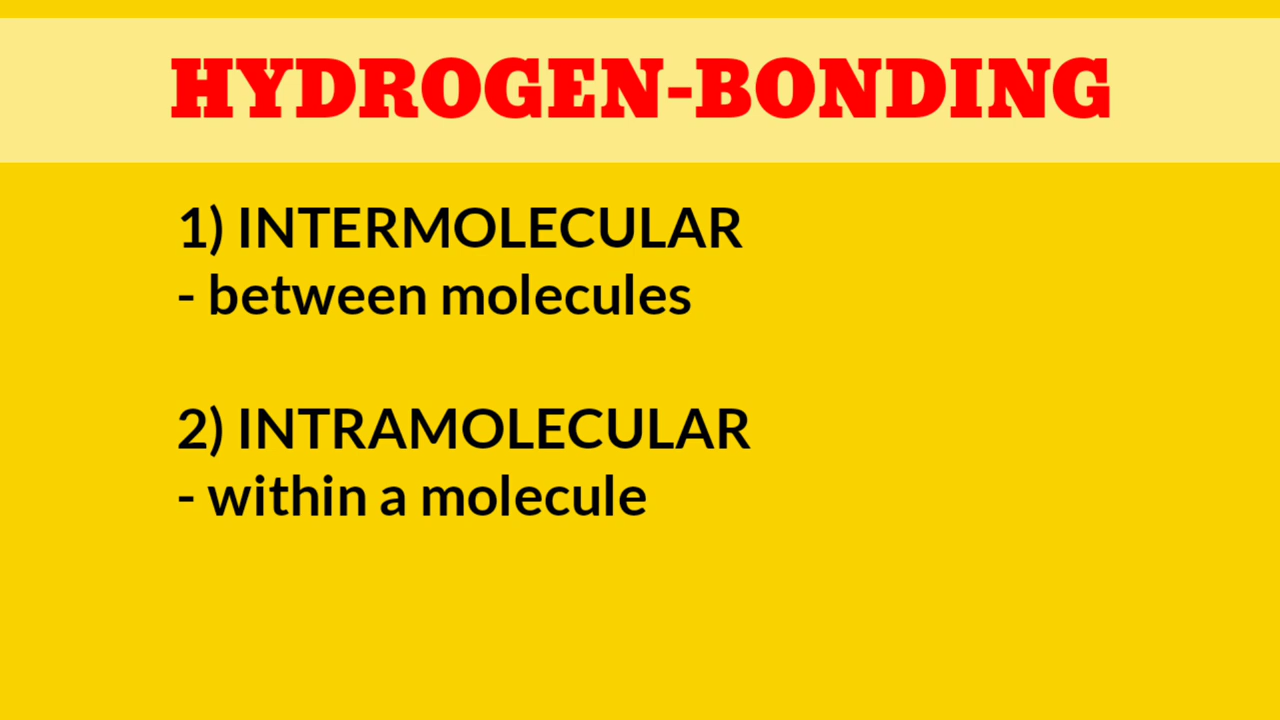 HYDROGEN-BONDING
1) INTERMOLECULAR
- between molecules
2) INTRAMOLECULAR
- within a molecule